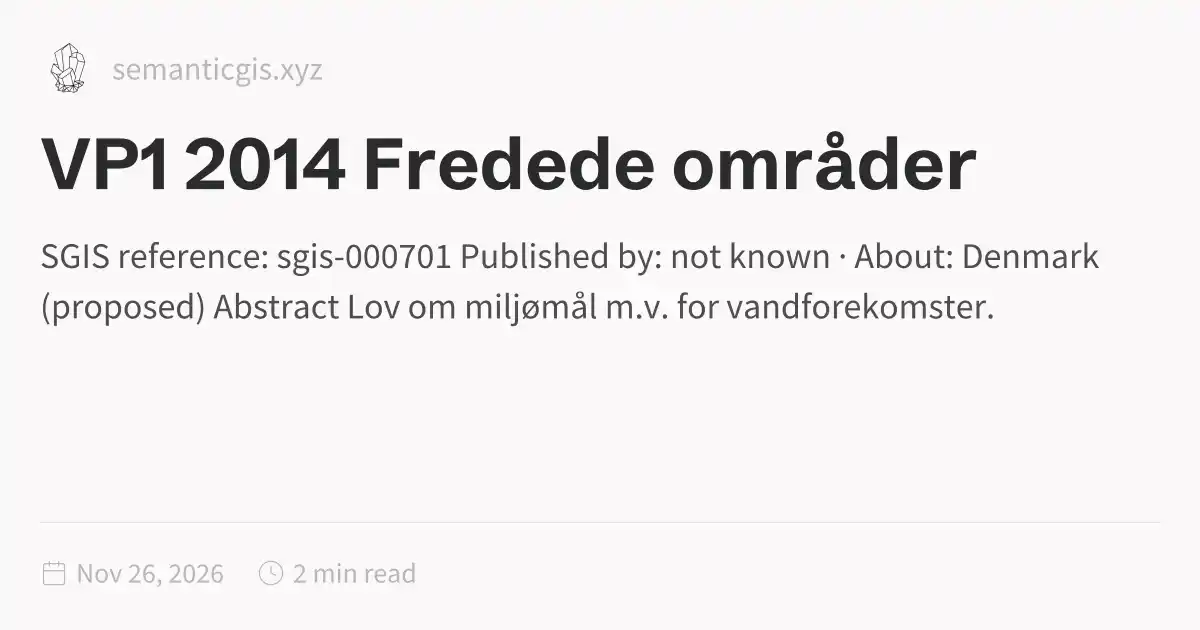 semanticgis.xyz
VP1 2014 Fredede områder
SGIS reference: sgis-000701 Published by: not known · About: Denmark
(proposed) Abstract Lov om miljømål m.v. for vandforekomster.
Nov 26, 2026 2 min read